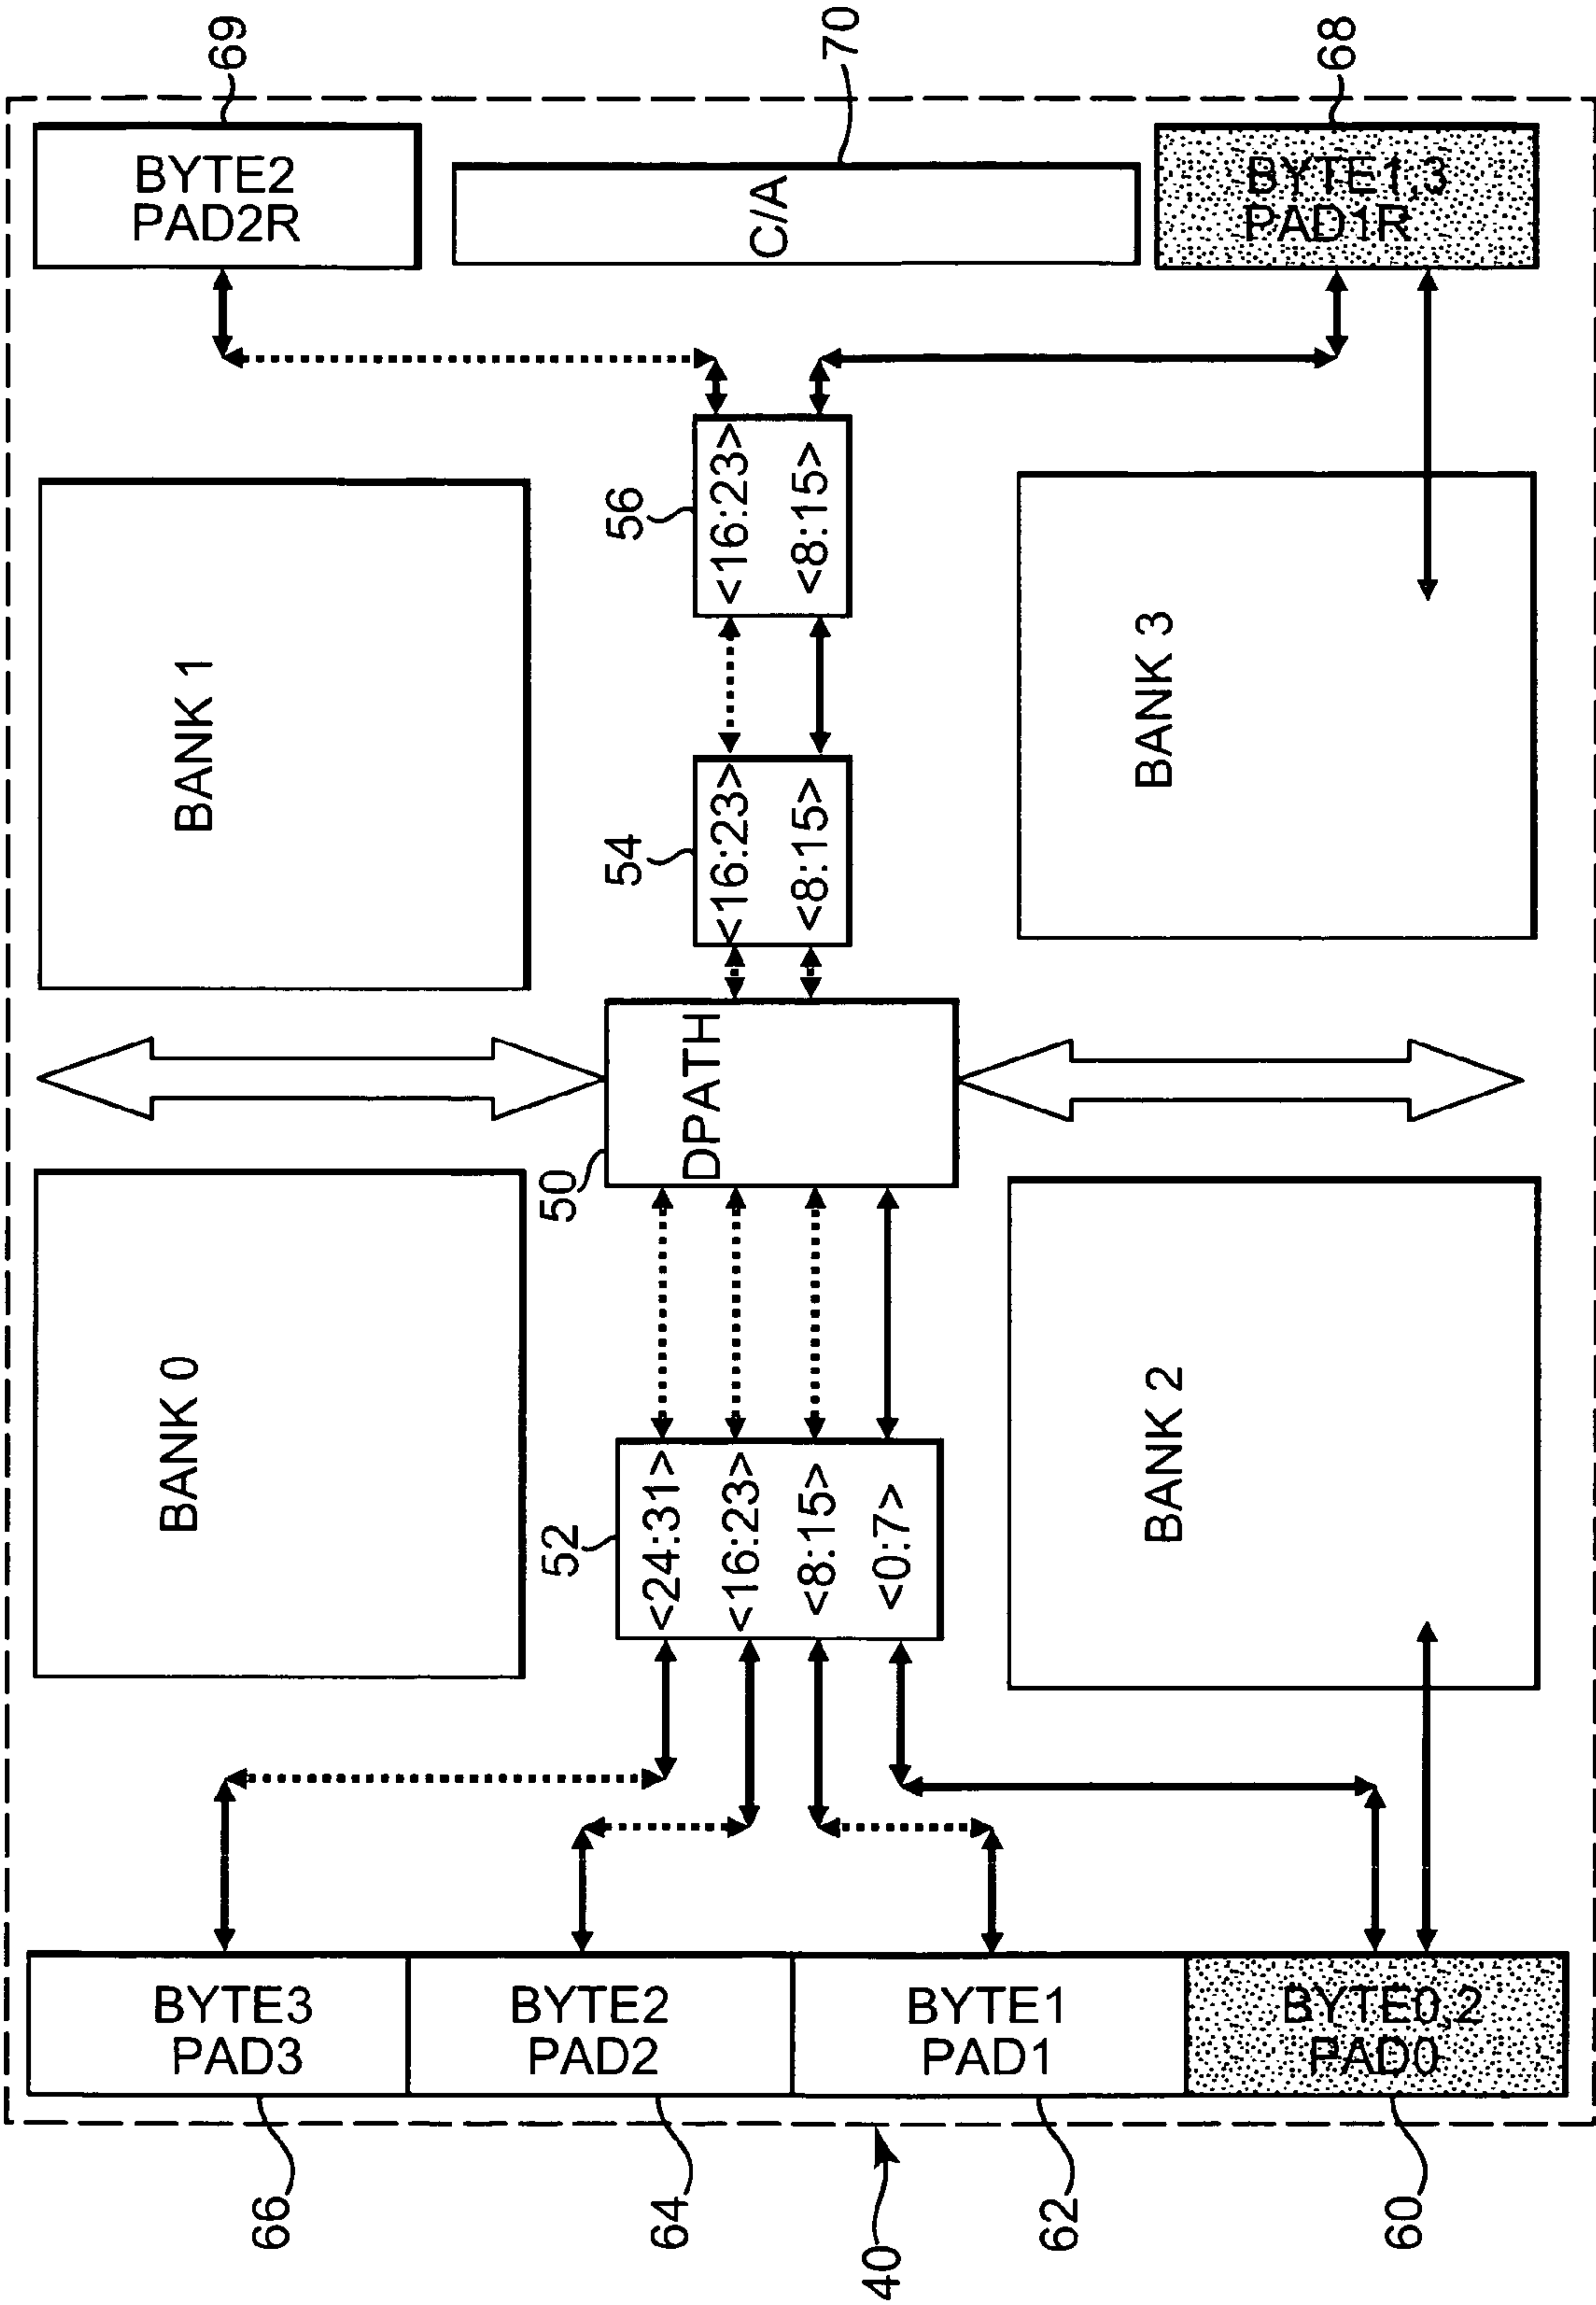 BYTE2
PAD2R
69
C/A
70
BYTE1,3
PAD1R
68
BANK 1
56
<16:23>
<8:15>
BANK 3
54
<16:23>
<8:15>
DPATH
50
BANK 0
52
<24:31>
<16:23>
<8:15>
<0:7>
BANK 2
BYTE3
PAD3
BYTE2
PAD2
BYTE1
PAD1
BYTE0,2
PAD0
66
64
40
62
60